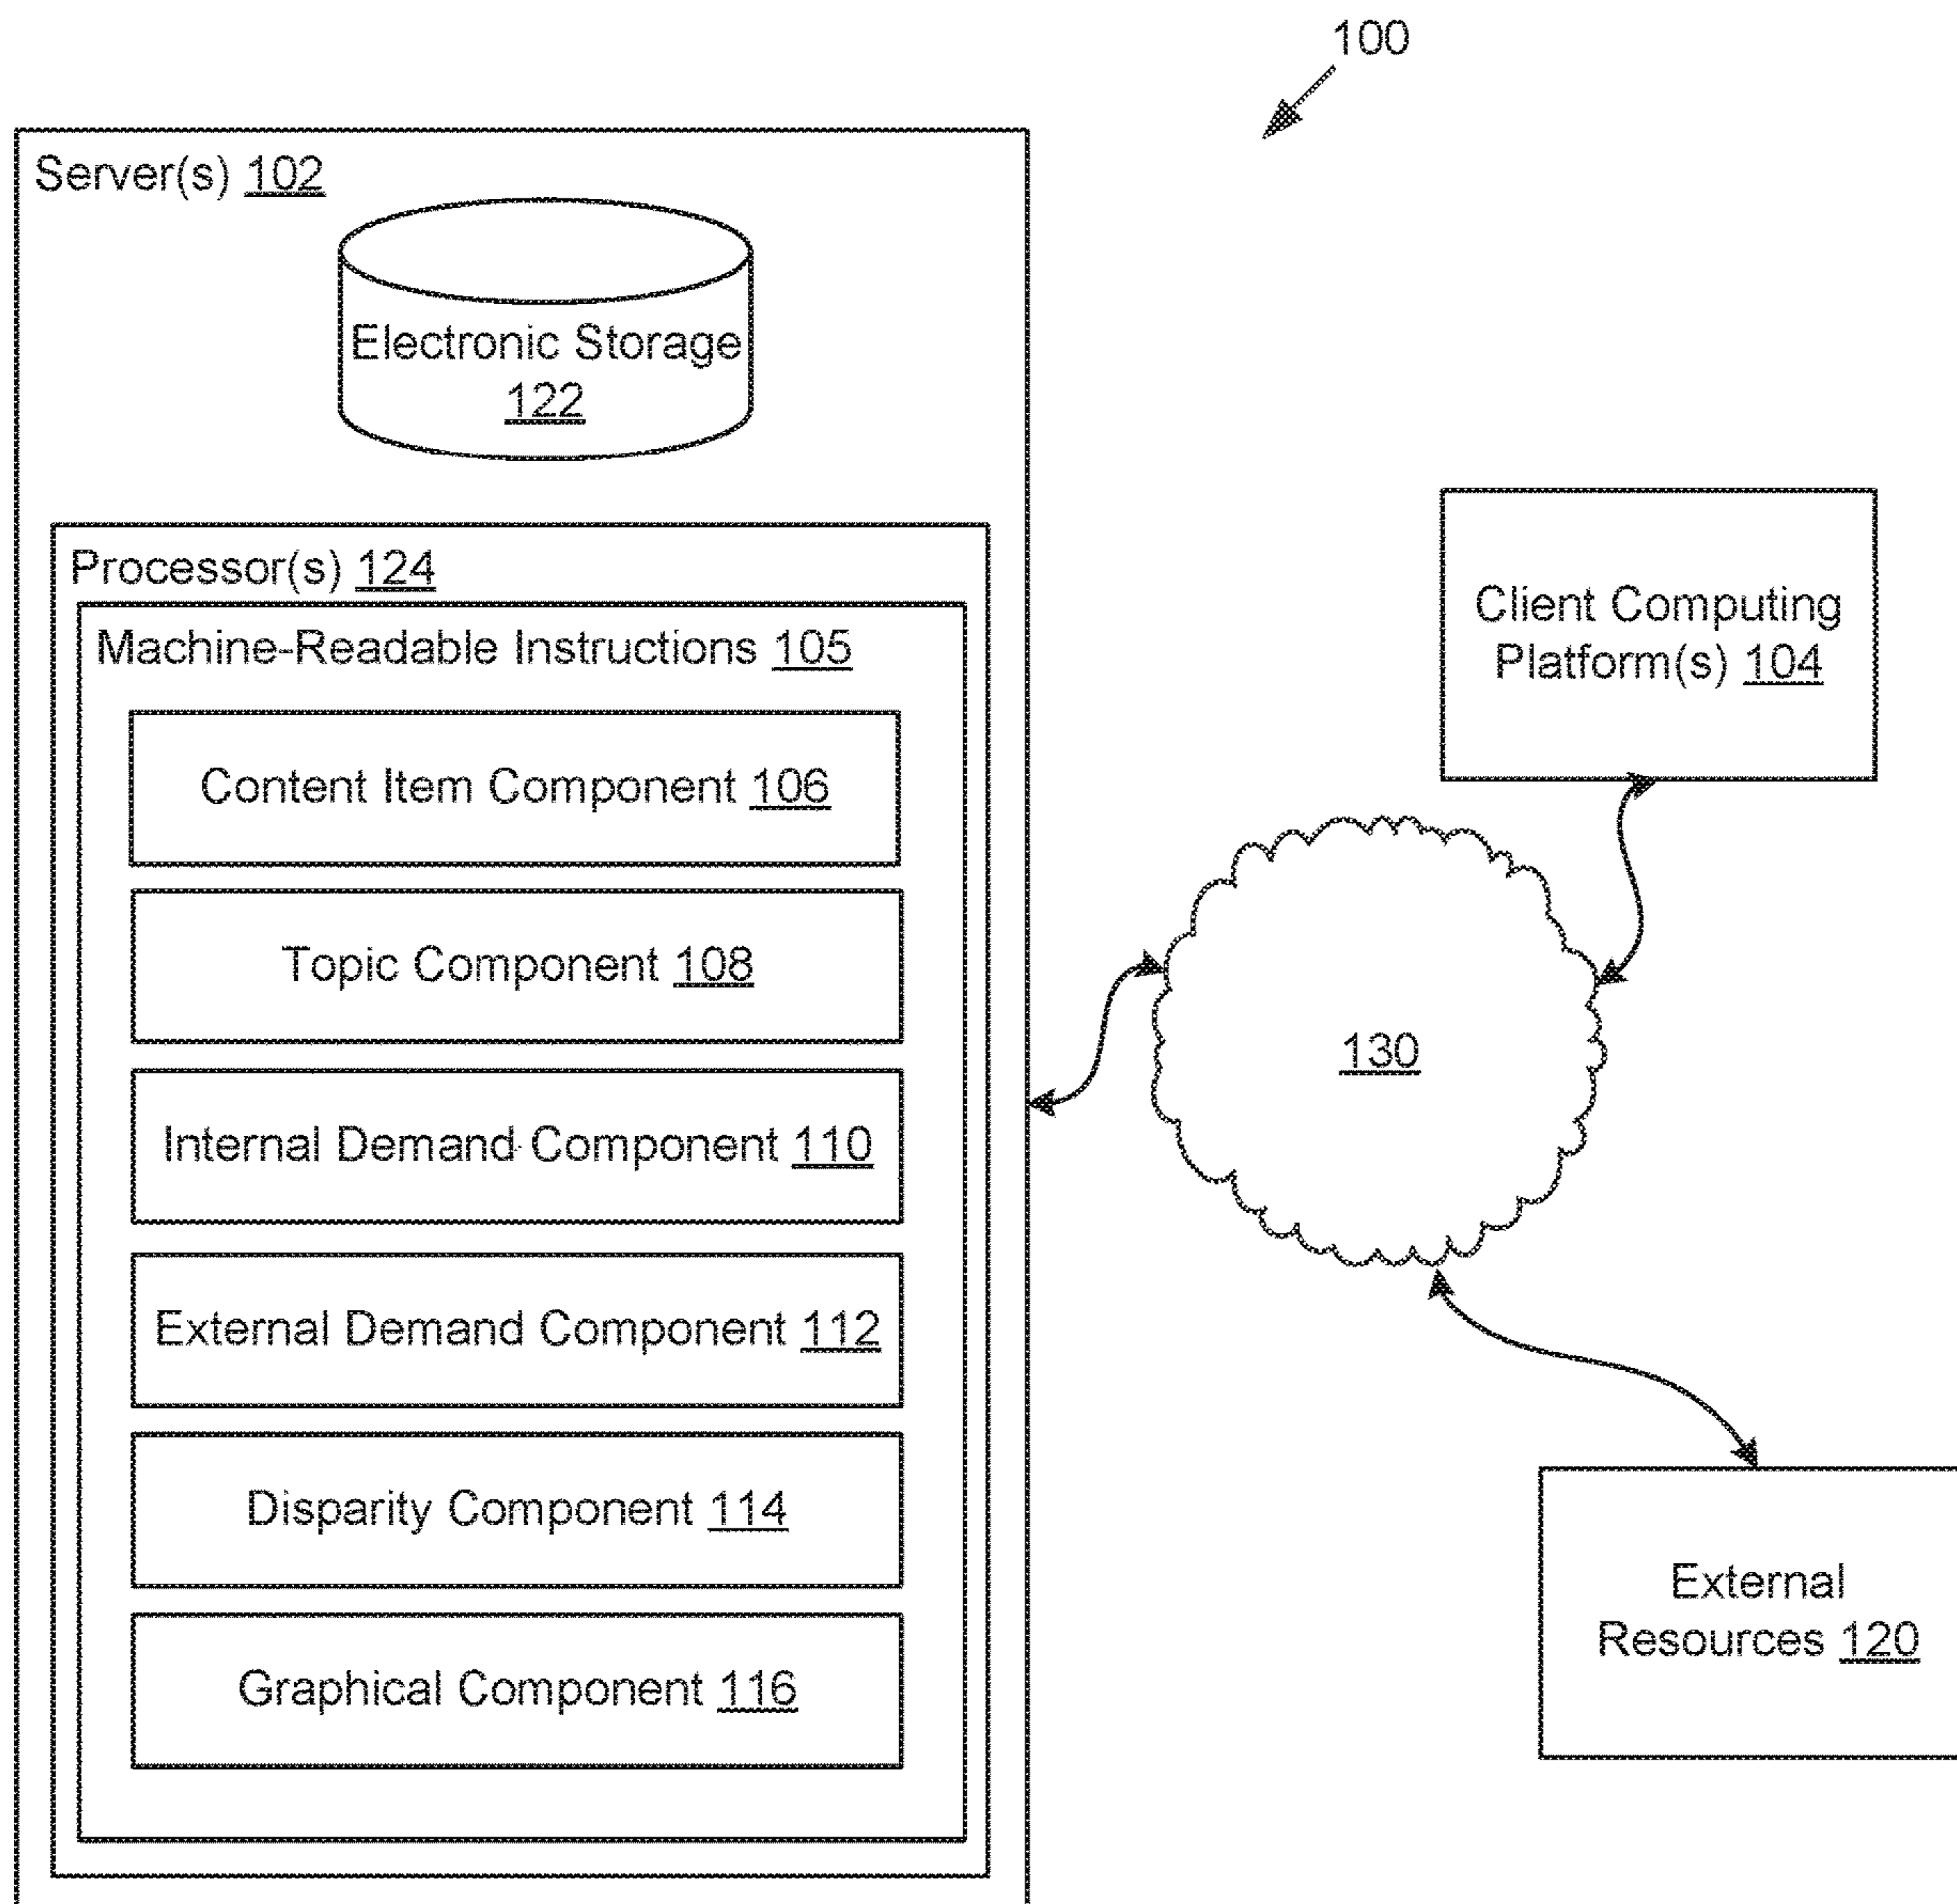 100
Server(s) 102
Electronic Storage
122
Processor(s) 124
Machine-Readable Instructions 105
Content Item Component 106
Topic Component 108
Internal Demand Component 110
External Demand Component 112
Disparity Component 114
Graphical Component 116
Client Computing
Platform(s) 104
130
External
Resources 120